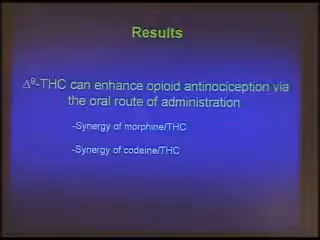 Results
Δ⁹-THC can enhance opioid antinociception via
the oral route of administration
-Synergy of morphine/THC
-Synergy of codeine/THC